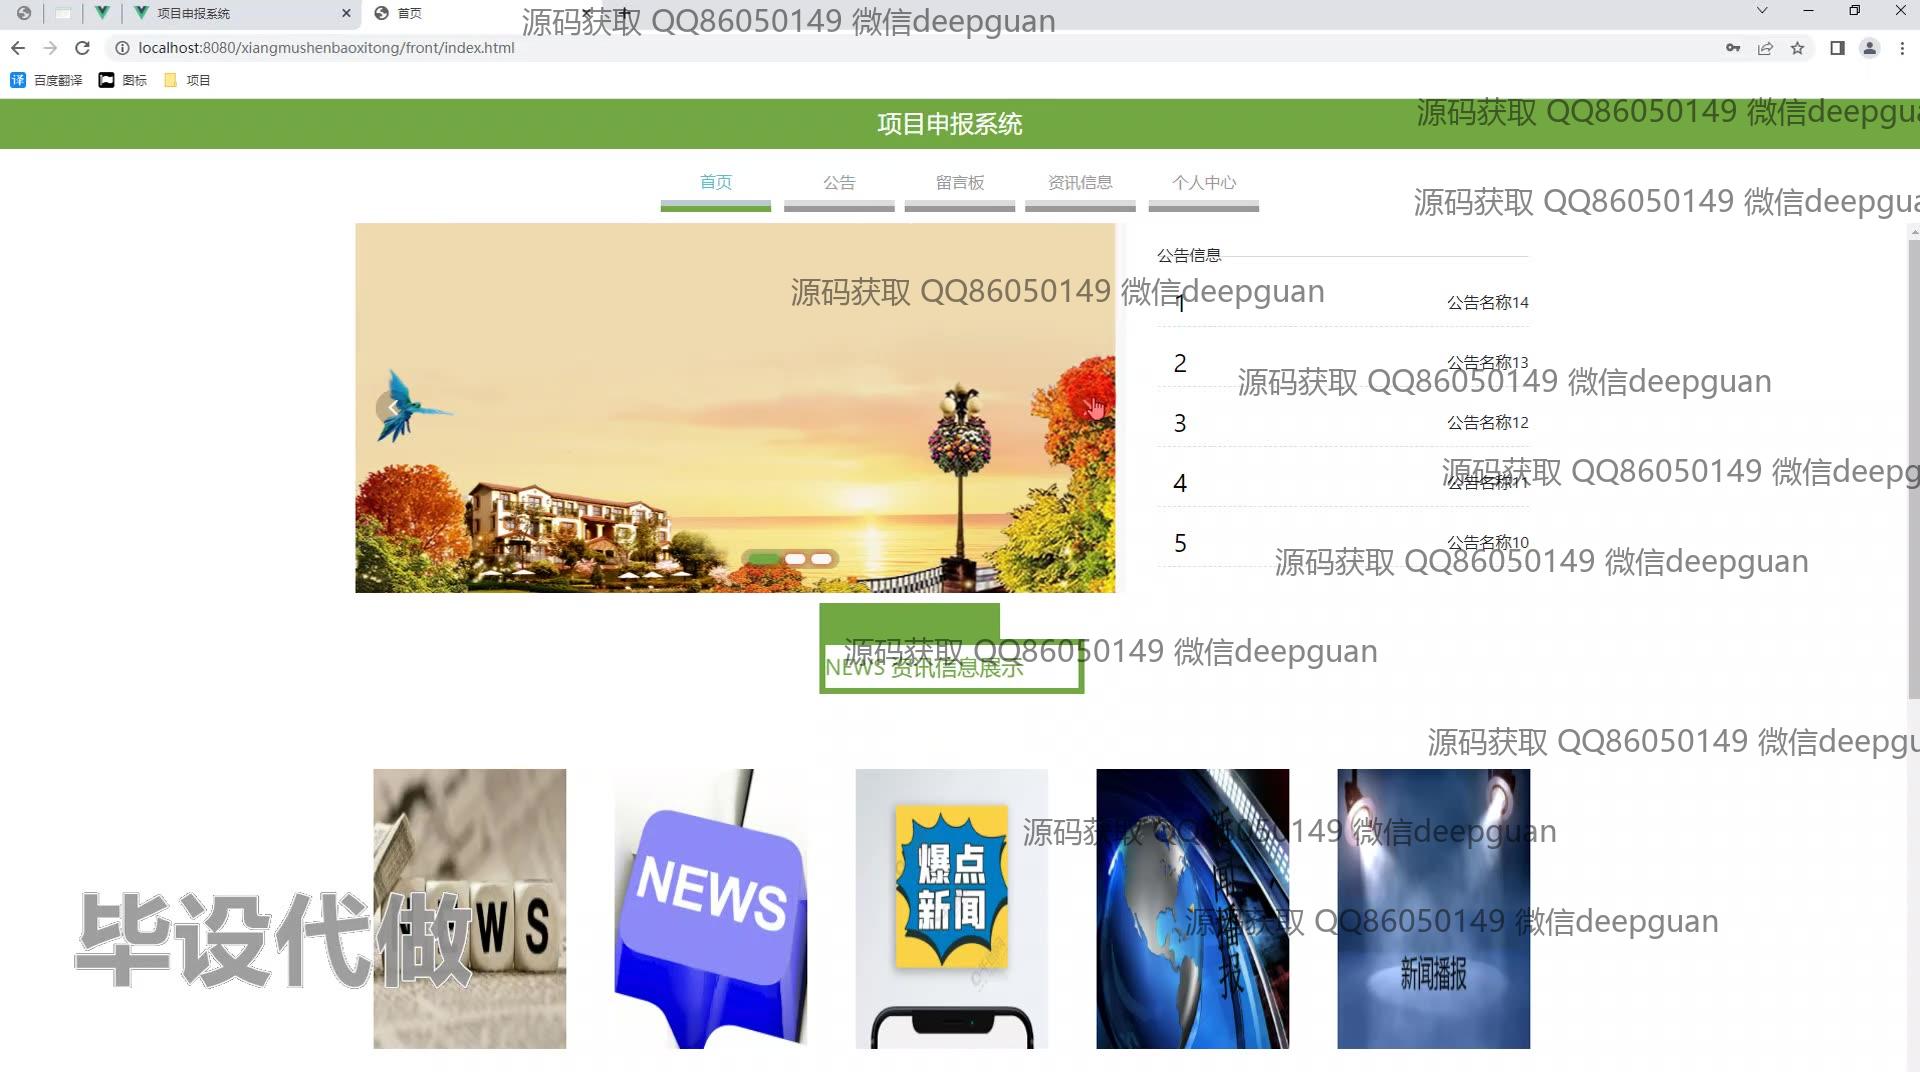 项目申报系统
首页
源码获取 QQ86050149 微信deepguan
localhost:8080/xiangmushenbaoxitong/front/index.html
译 百度翻译
图标
项目
项目申报系统
源码获取 QQ86050149 微信deepgua
首页
公告
留言板
资讯信息
个人中心
源码获取 QQ86050149 微信deepgua
公告信息
源码获取 QQ86050149 微信deepguan
1 公告名称14
2 公告名称13
源码获取 QQ86050149 微信deepguan
3 公告名称12
源码获取 QQ86050149 微信deepg
4 公告名称11
5 公告名称10
源码获取 QQ86050149 微信deepguan
源码获取 QQ86050149 微信deepguan
NEWS 资讯信息展示
源码获取 QQ86050149 微信deepgu
源码获取 QQ86050149 微信deepguan
NEWS
爆点
新闻
源码获取 QQ86050149 微信deepguan
毕设代做
WS
新闻播报
新闻播报